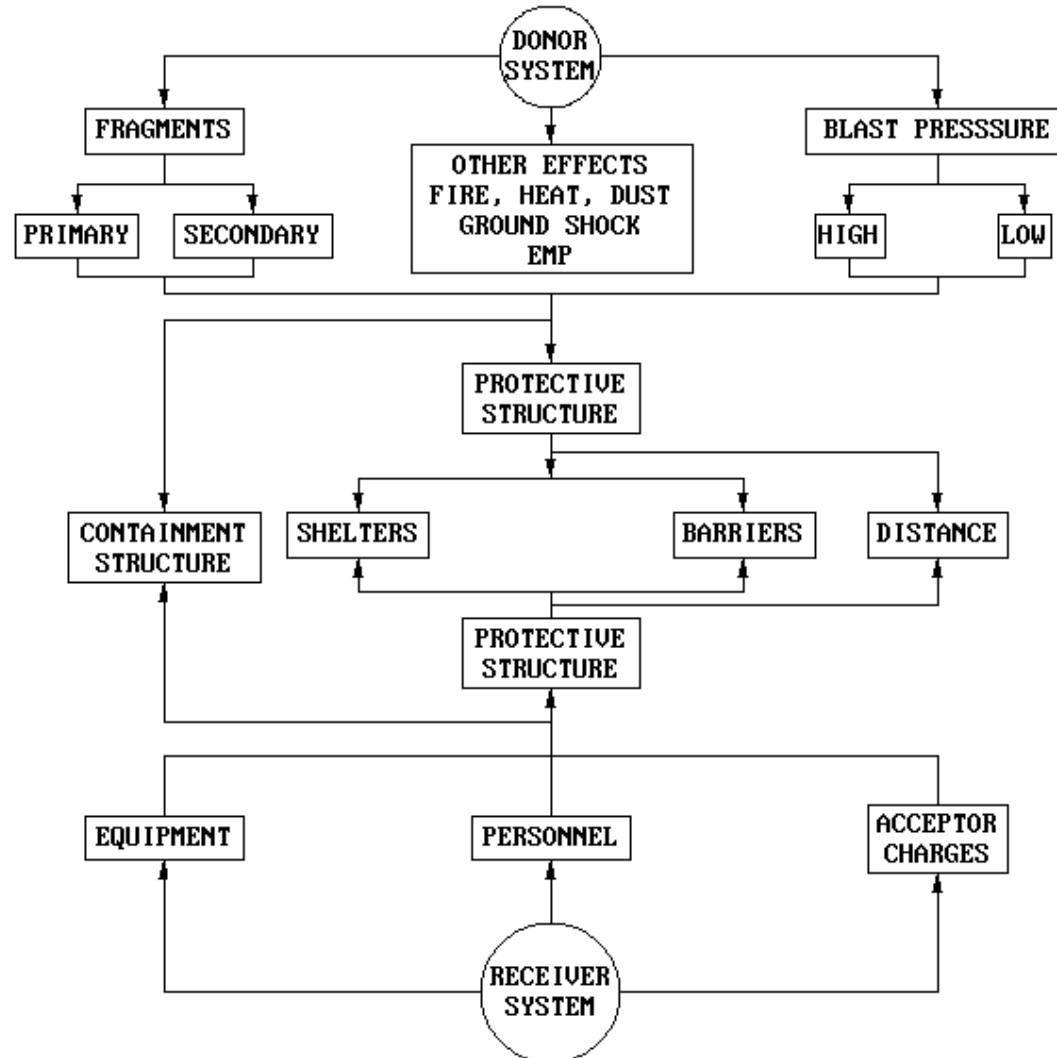 DONOR
SYSTEM
FRAGMENTS
BLAST PRESSSURE
OTHER EFFECTS
FIRE, HEAT, DUST
GROUND SHOCK
EMP
PRIMARY
SECONDARY
HIGH
LOW
PROTECTIVE
STRUCTURE
CONTAINMENT
STRUCTURE
SHELTERS
BARRIERS
DISTANCE
PROTECTIVE
STRUCTURE
EQUIPMENT
PERSONNEL
ACCEPTOR
CHARGES
RECEIVER
SYSTEM